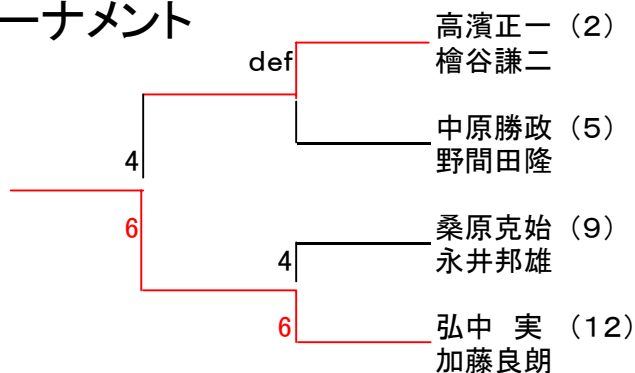 ーナメント
高濱正一（2）
def
檜谷謙二
中原勝政（5）
4
野間田隆
6
桑原克始（9）
4
永井邦雄
6
弘中 実（12）
加藤良朗